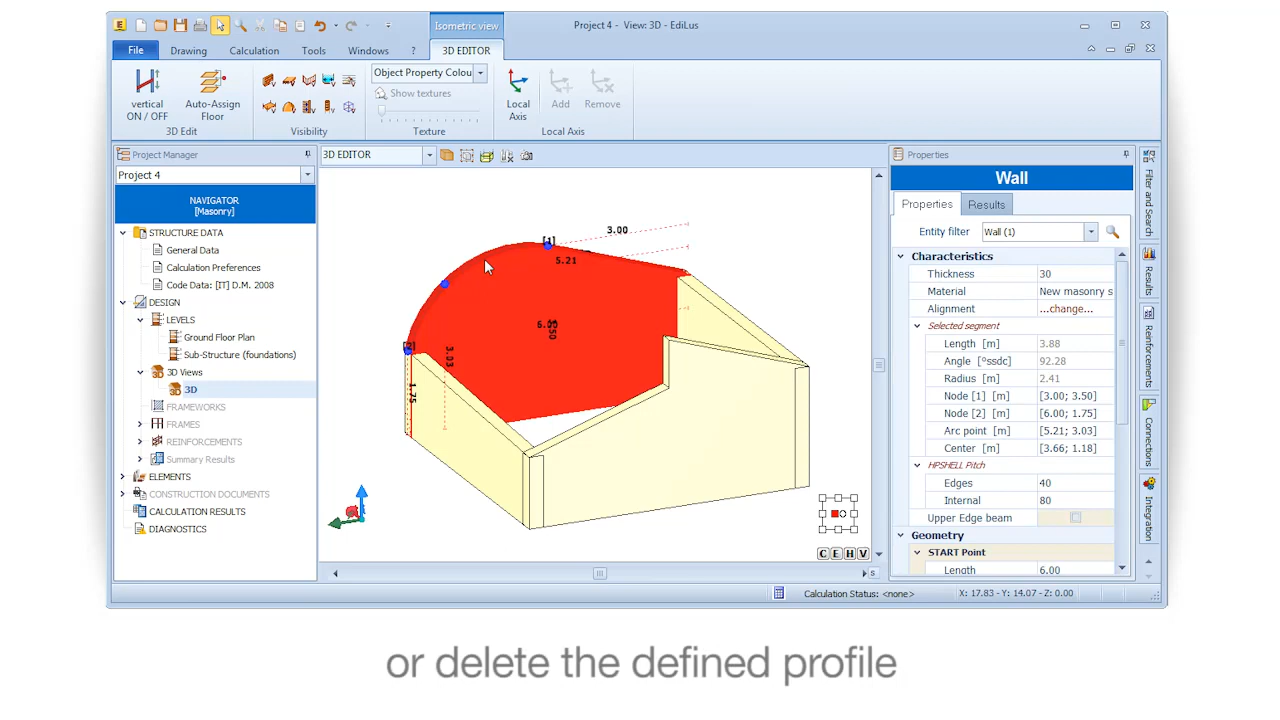 Isometric view
Project 4 - View: 3D - EdiLus
File
Drawing
Calculation
Tools
Windows
?
3D EDITOR
vertical
ON / OFF
Auto-Assign
Floor
3D Edit
Visibility
Object Property Colou
Show textures
Texture
Local
Axis
Add
Remove
Local Axis
Project Manager
Project 4
NAVIGATOR
[Masonry]
STRUCTURE DATA
General Data
Calculation Preferences
Code Data: [IT] D.M. 2008
DESIGN
LEVELS
Ground Floor Plan
Sub-Structure (foundations)
3D Views
3D
FRAMEWORKS
FRAMES
REINFORCEMENTS
Summary Results
ELEMENTS
CONSTRUCTION DOCUMENTS
CALCULATION RESULTS
DIAGNOSTICS
3D EDITOR
[1]
3.00
5.21
[2]
3.03
1.75
C E H V
S
Properties
Wall
Properties
Results
Entity filter
Wall (1)
Characteristics
Thickness
30
Material
New masonry s
Alignment
...change...
Selected segment
Length [m]
3.88
Angle [°ssdc]
92.28
Radius [m]
2.41
Node [1] [m]
[3.00; 3.50]
Node [2] [m]
[6.00; 1.75]
Arc point [m]
[5.21; 3.03]
Center [m]
[3.66; 1.18]
HPSHELL Pitch
Edges
40
Internal
80
Upper Edge beam
Geometry
START Point
Length
6.00
Filter and Search
Results
Reinforcements
Connections
Integration
Calculation Status: <none>
X: 17.83 - Y: 14.07 - Z: 0.00
or delete the defined profile